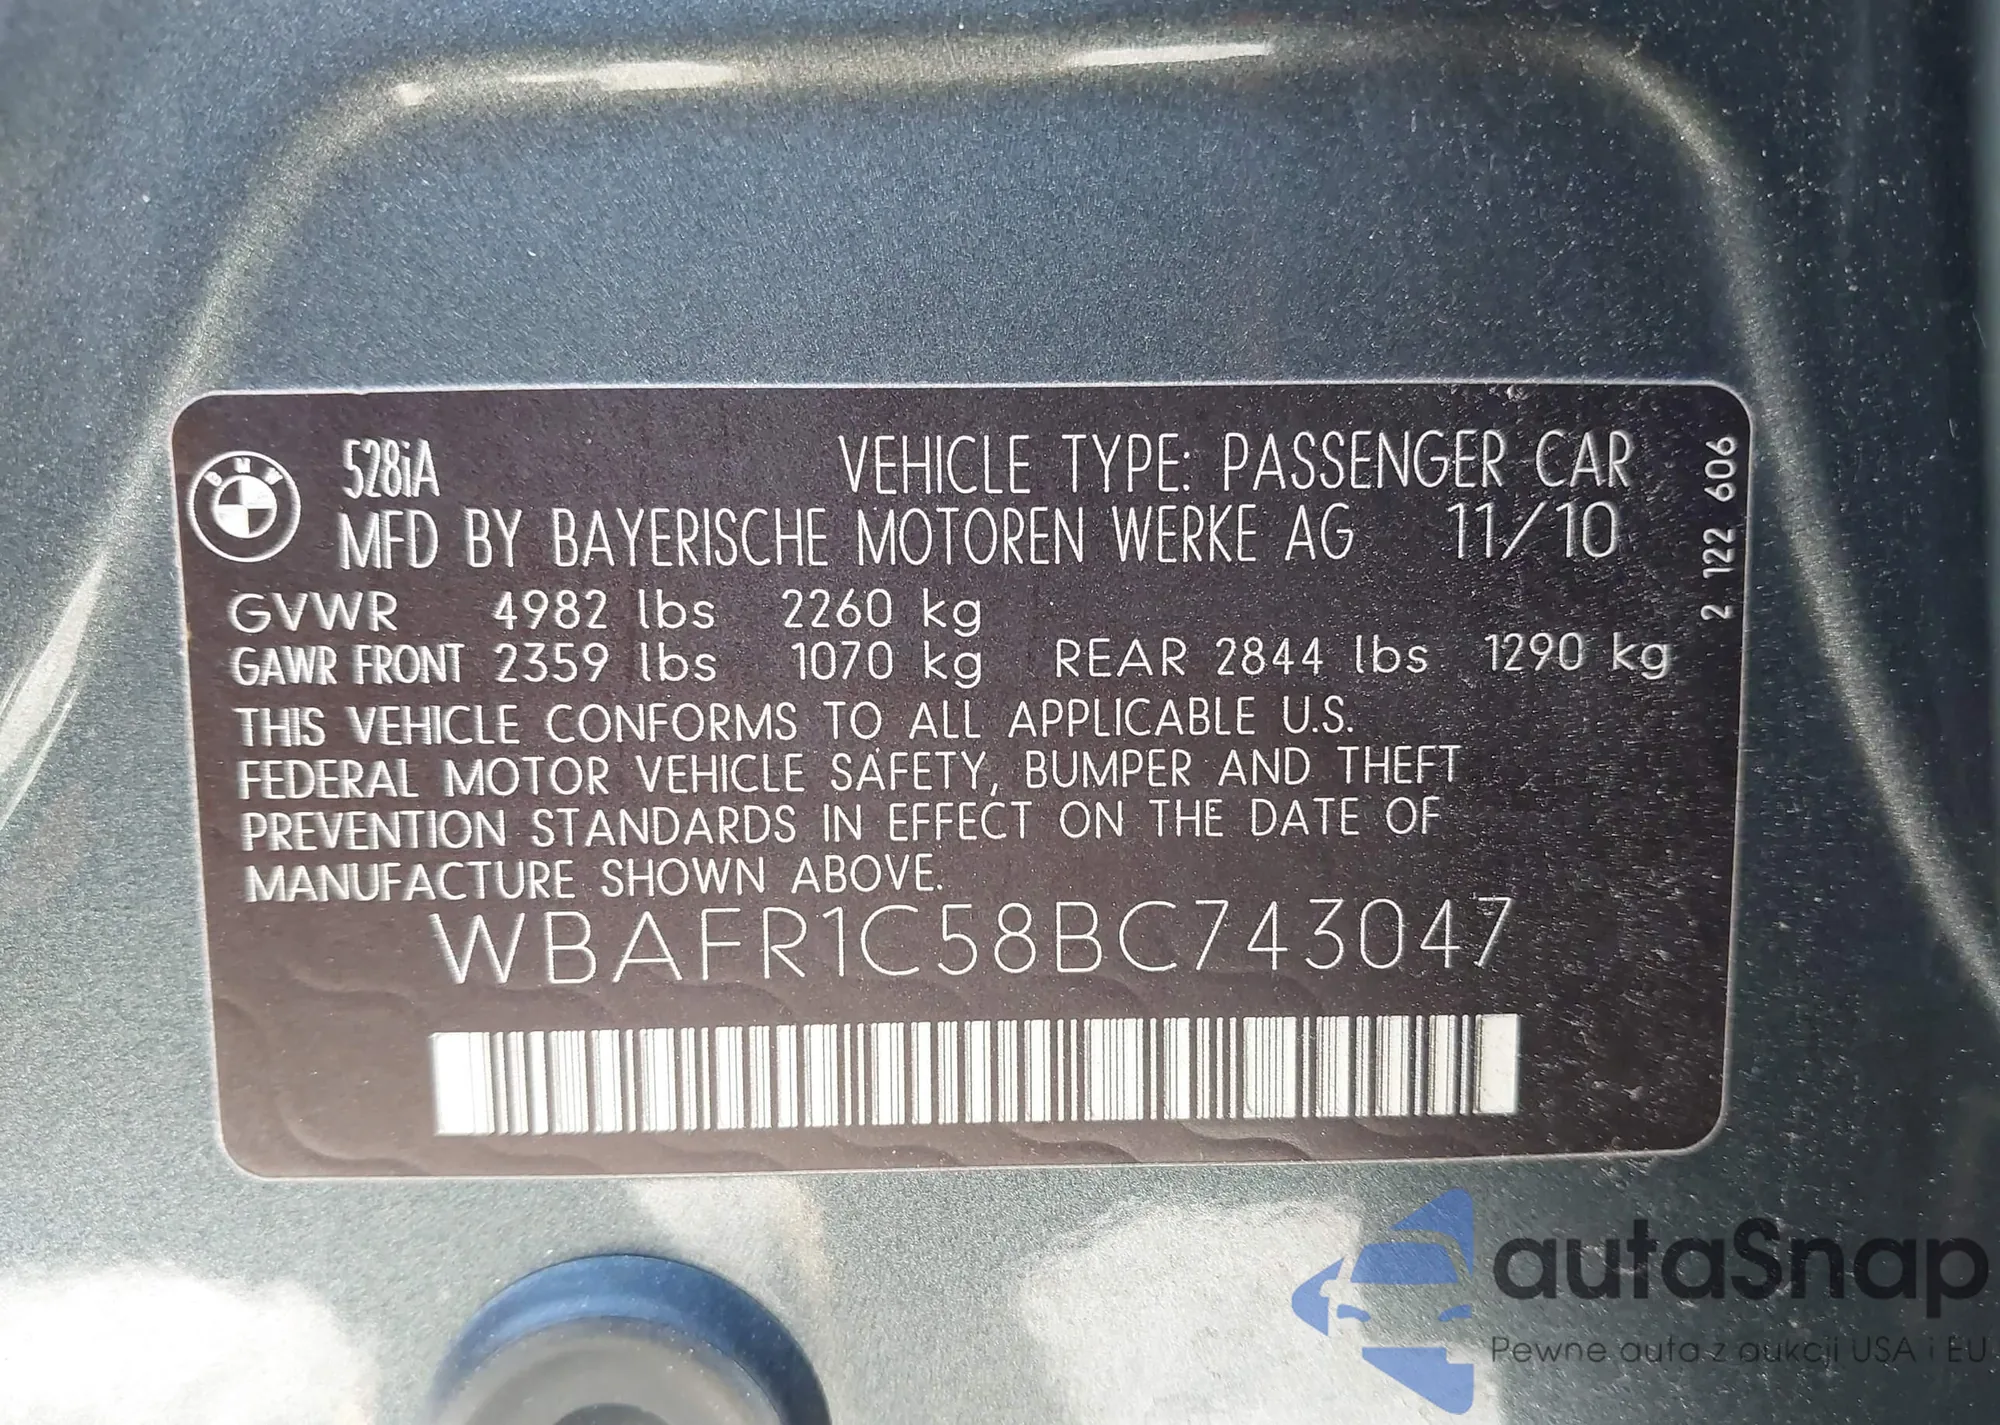 BMW
528iA VEHICLE TYPE: PASSENGER CAR
MFD BY BAYERISCHE MOTOREN WERKE AG 11/10
GVWR 4982 lbs 2260 kg
GAWR FRONT 2359 lbs 1070 kg REAR 2844 lbs 1290 kg
THIS VEHICLE CONFORMS TO ALL APPLICABLE U.S.
FEDERAL MOTOR VEHICLE SAFETY, BUMPER AND THEFT
PREVENTION STANDARDS IN EFFECT ON THE DATE OF
MANUFACTURE SHOWN ABOVE.
WBAFR1C58BC743047
2 122 606
autaSnap
Pewne auta z aukcji USA i EU